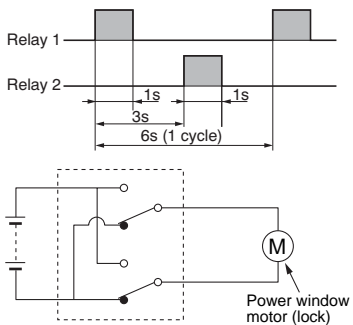 Relay 1
Relay 2
1s
1s
3s
6s (1 cycle)
M
Power window
motor (lock)